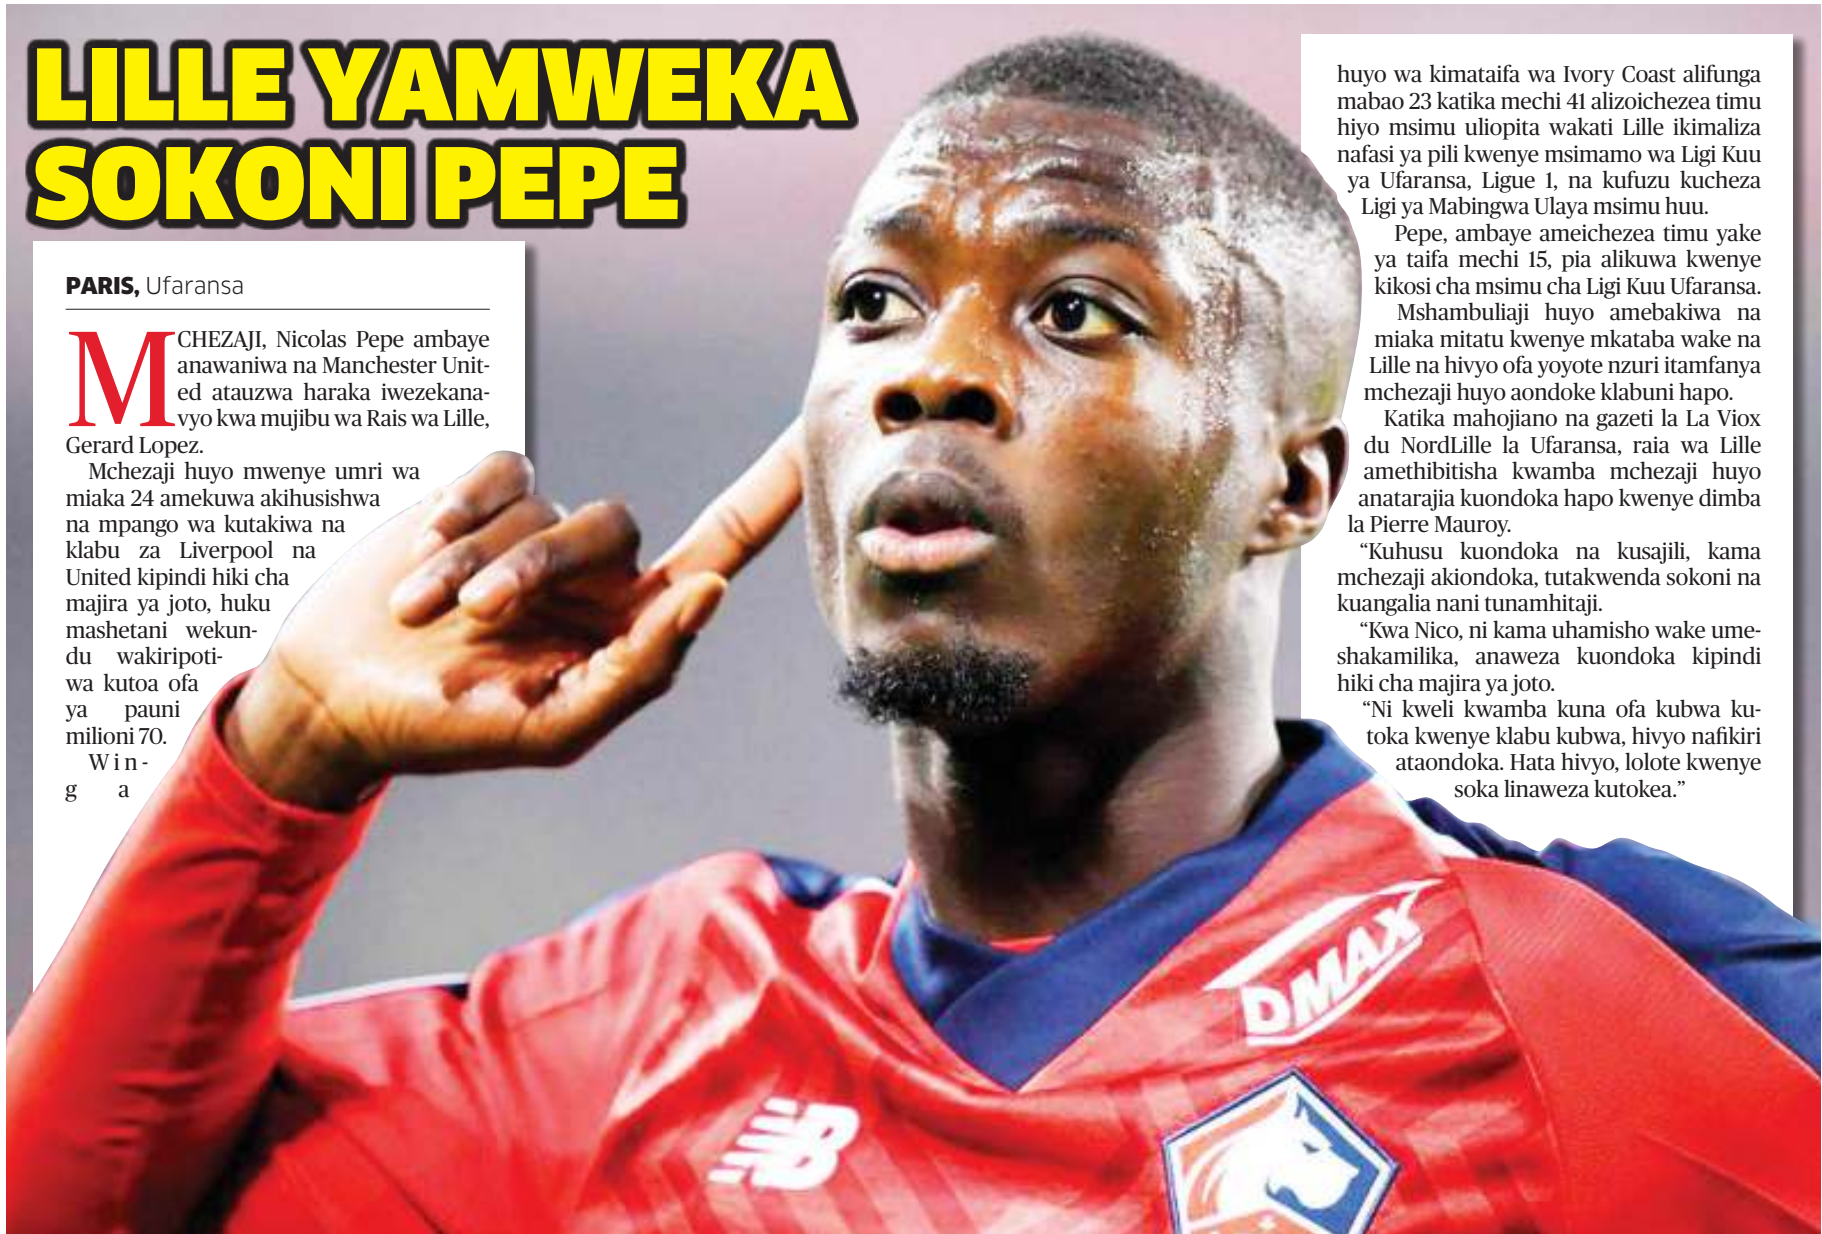 LILLE YAMWEKA
SOKONI PEPE
PARIS, Ufaransa
MCHEZAJI, Nicolas Pepe ambaye
anawaniwa na Manchester Unit-
ed atauzwa haraka iwezekana-
vyo kwa mujibu wa Rais wa Lille,
Gerard Lopez.
Mchezaji huyo mwenye umri wa
miaka 24 amekuwa akihusishwa
na mpango wa kutakiwa na
klabu za Liverpool na
United kipindi hiki cha
majira ya joto, huku
mashetani wekun-
du wakiripoti-
wa kutoa ofa
ya pauni
milioni 70.
Win-
ga
huyo wa kimataifa wa Ivory Coast alifunga
mabao 23 katika mechi 41 alizoichezea timu
hiyo msimu uliopita wakati Lille ikimaliza
nafasi ya pili kwenye msimamo wa Ligi Kuu
ya Ufaransa, Ligue 1, na kufuzu kucheza
Ligi ya Mabingwa Ulaya msimu huu.
Pepe, ambaye ameichezea timu yake
ya taifa mechi 15, pia alikuwa kwenye
kikosi cha msimu cha Ligi Kuu Ufaransa.
Mshambuliaji huyo amebakiwa na
miaka mitatu kwenye mkataba wake na
Lille na hivyo ofa yoyote nzuri itamfanya
mchezaji huyo aondoke klabuni hapo.
Katika mahojiano na gazeti la La Viox
du NordLille la Ufaransa, raia wa Lille
amethibitisha kwamba mchezaji huyo
anatarajia kuondoka hapo kwenye dimba
la Pierre Mauroy.
“Kuhusu kuondoka na kusajili, kama
mchezaji akiondoka, tutakwenda sokoni na
kuangalia nani tunamhitaji.
“Kwa Nico, ni kama uhamisho wake ume-
shakamilika, anaweza kuondoka kipindi
hiki cha majira ya joto.
“Ni kweli kwamba kuna ofa kubwa ku-
toka kwenye klabu kubwa, hivyo nafikiri
ataondoka. Hata hivyo, lolote kwenye
soka linaweza kutokea.”
DMAX
NB